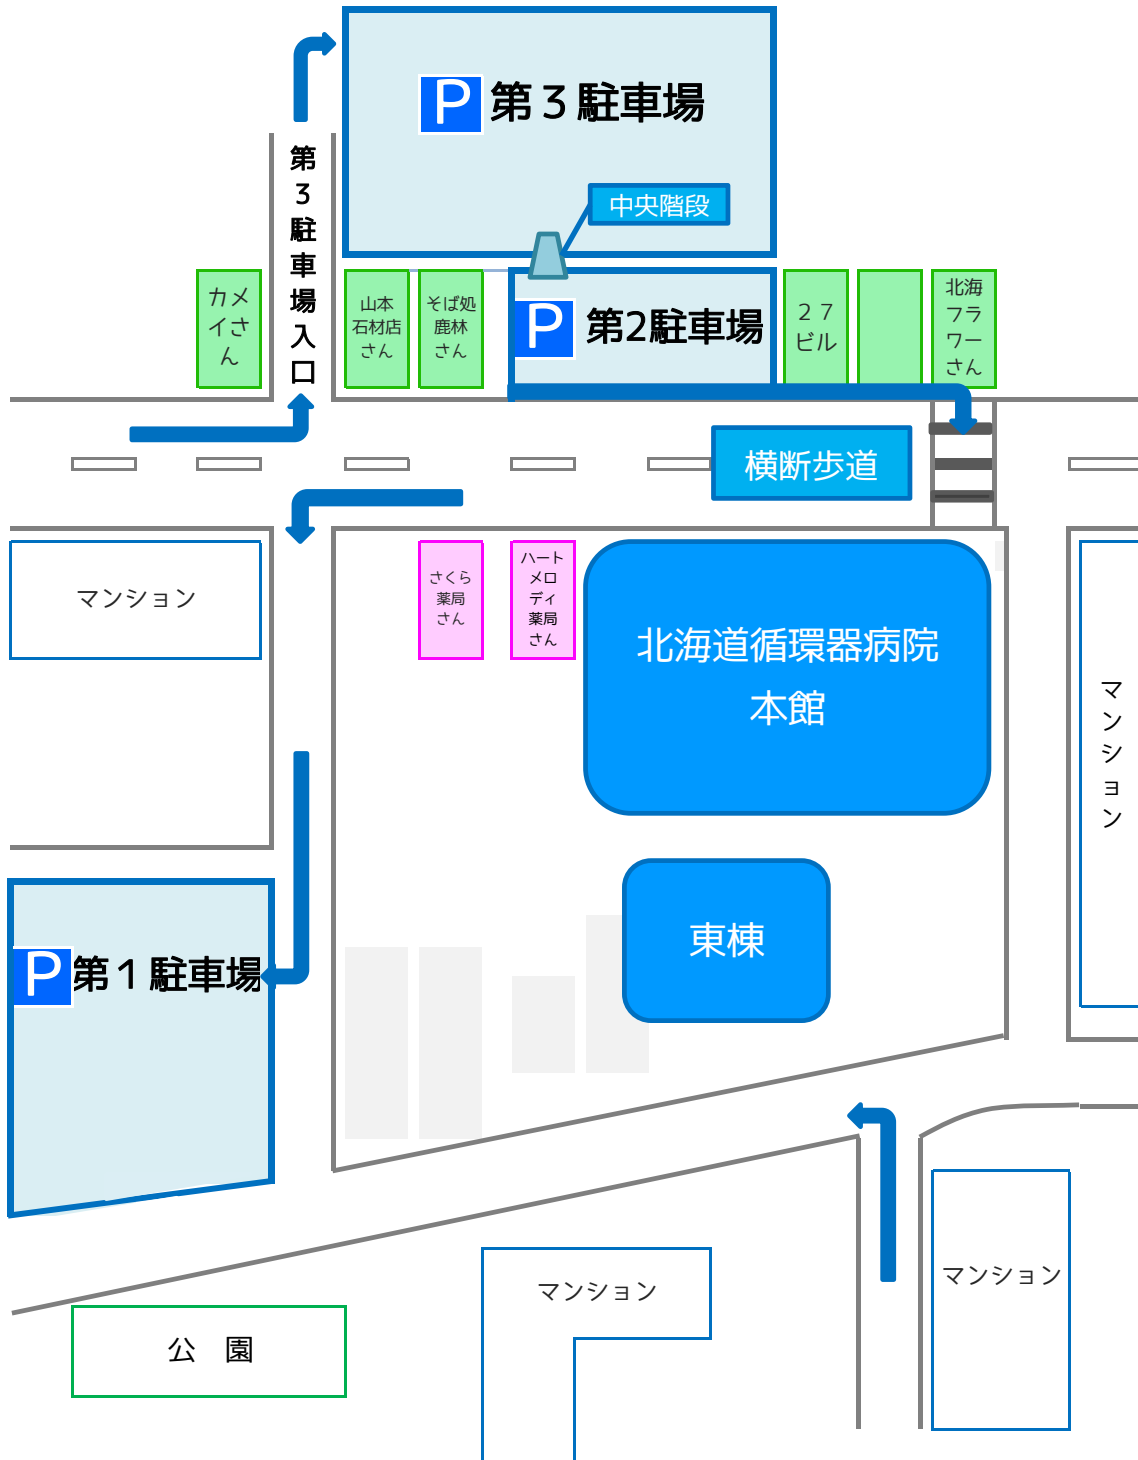 P 第３駐車場
中央階段
第３駐車場入口
カメ
イさ
ん
山本
石材店
さん
そば処
鹿林
さん
P 第2駐車場
２７
ビル
北海
フラ
ワー
さん
横断歩道
マンション
さくら
薬局
さん
ハート
メロ
ディ
薬局
さん
北海道循環器病院
本館
マンション
東棟
P 第１駐車場
マンション
マンション
公　園